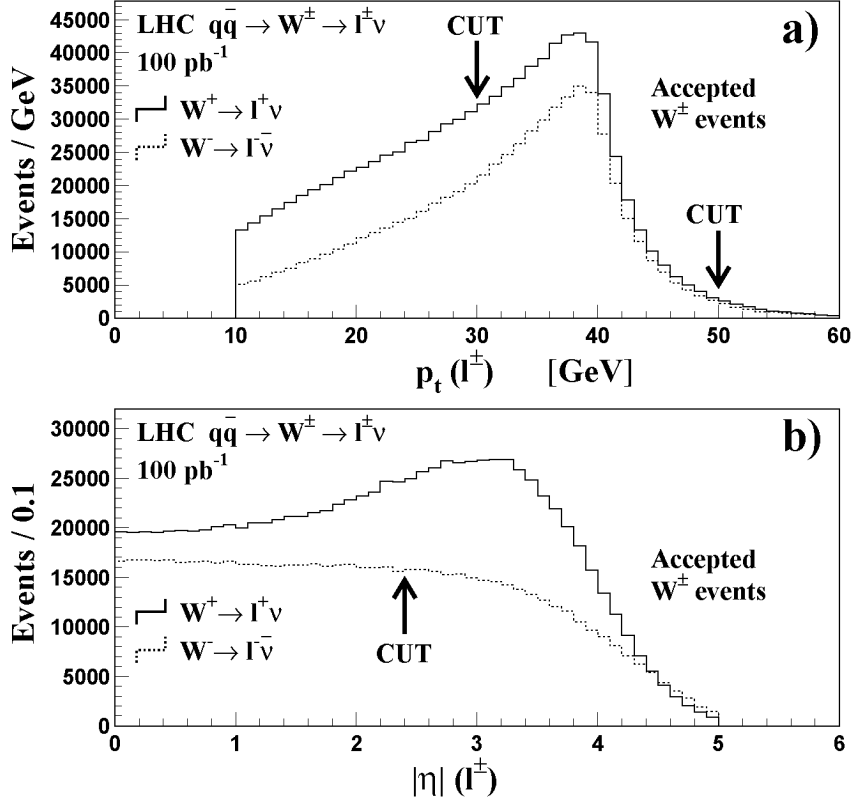 LHC qq̄ → W± → l±ν
100 pb⁻¹
CUT
a)
W⁺ → l⁺ν
W⁻ → l⁻ν̄
Accepted
W± events
CUT
Events / GeV
45000
40000
35000
30000
25000
20000
15000
10000
5000
0
0 10 20 30 40 50 60
pₜ (l±) [GeV]
LHC qq̄ → W± → l±ν
100 pb⁻¹
b)
Accepted
W± events
W⁺ → l⁺ν
W⁻ → l⁻ν̄
CUT
Events / 0.1
30000
25000
20000
15000
10000
5000
0
0 1 2 3 4 5 6
|η| (l±)